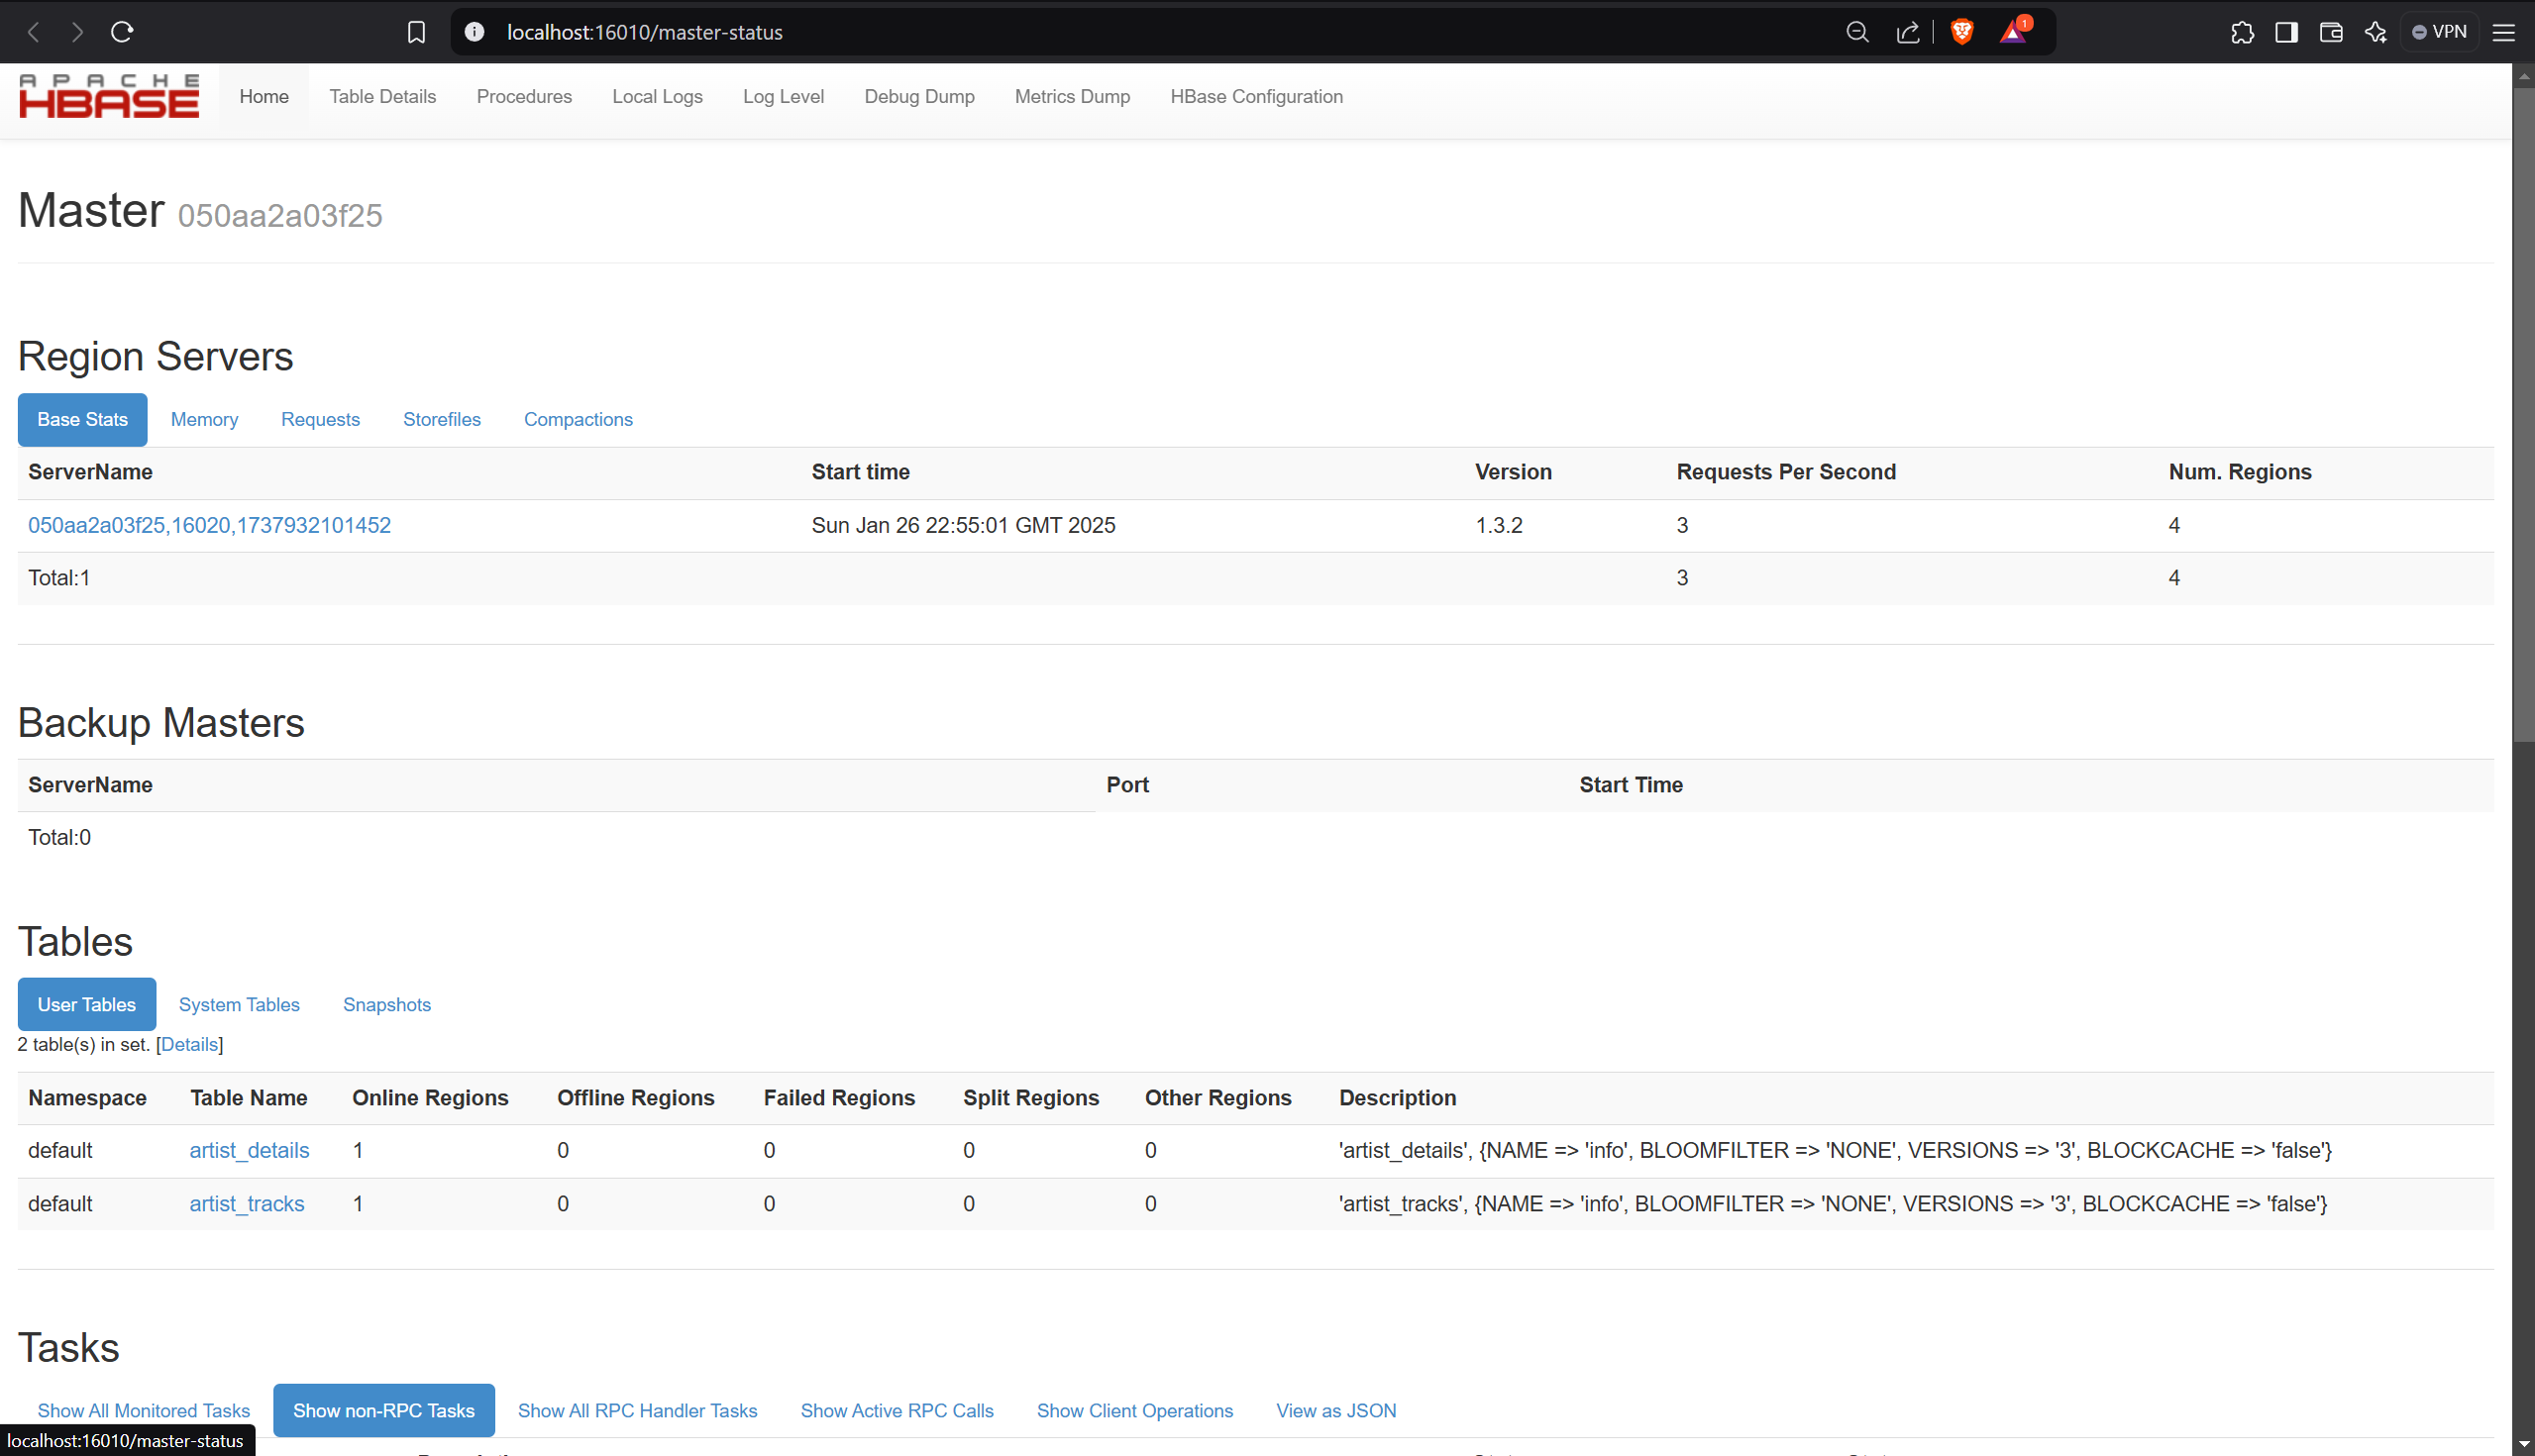 localhost:16010/master-status
1
VPN
APACHE
HBASE
Home Table Details Procedures Local Logs Log Level Debug Dump Metrics Dump HBase Configuration
Master 050aa2a03f25
Region Servers
Base Stats Memory Requests Storefiles Compactions
ServerName Start time Version Requests Per Second Num. Regions
050aa2a03f25,16020,1737932101452 Sun Jan 26 22:55:01 GMT 2025 1.3.2 3 4
Total:1 3 4
Backup Masters
ServerName Port Start Time
Total:0
Tables
User Tables System Tables Snapshots
2 table(s) in set. [Details]
Namespace Table Name Online Regions Offline Regions Failed Regions Split Regions Other Regions Description
default artist_details 1 0 0 0 0 'artist_details', {NAME => 'info', BLOOMFILTER => 'NONE', VERSIONS => '3', BLOCKCACHE => 'false'}
default artist_tracks 1 0 0 0 0 'artist_tracks', {NAME => 'info', BLOOMFILTER => 'NONE', VERSIONS => '3', BLOCKCACHE => 'false'}
Tasks
Show All Monitored Tasks Show non-RPC Tasks Show All RPC Handler Tasks Show Active RPC Calls Show Client Operations View as JSON
localhost:16010/master-status